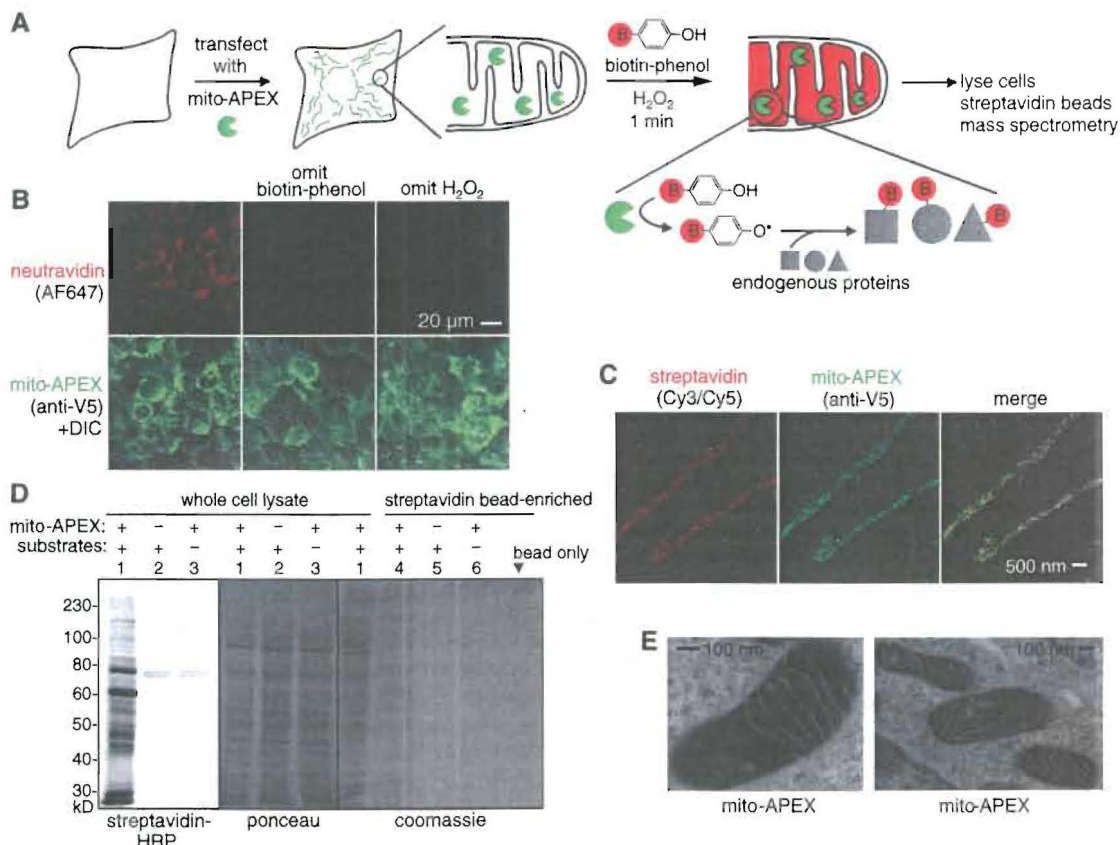 A
transfect
with
mito-APEX
B
OH
biotin-phenol
H₂O₂
1 min
lyse cells
streptavidin beads
mass spectrometry
B
OH
B
O•
B
B
B
endogenous proteins
B
omit
biotin-phenol
omit H₂O₂
neutravidin
(AF647)
20 µm
mito-APEX
(anti-V5)
+DIC
C
streptavidin
(Cy3/Cy5)
mito-APEX
(anti-V5)
merge
500 nm
D
whole cell lysate
streptavidin bead-enriched
mito-APEX: + − + + − + + + − +
substrates: + + − + + − + + + − bead only
1 2 3 1 2 3 1 4 5 6
230-
100-
80-
60-
50-
40-
30-
kD
streptavidin-
HRP
ponceau
coomassie
E
100 nm
100 nm
mito-APEX
mito-APEX